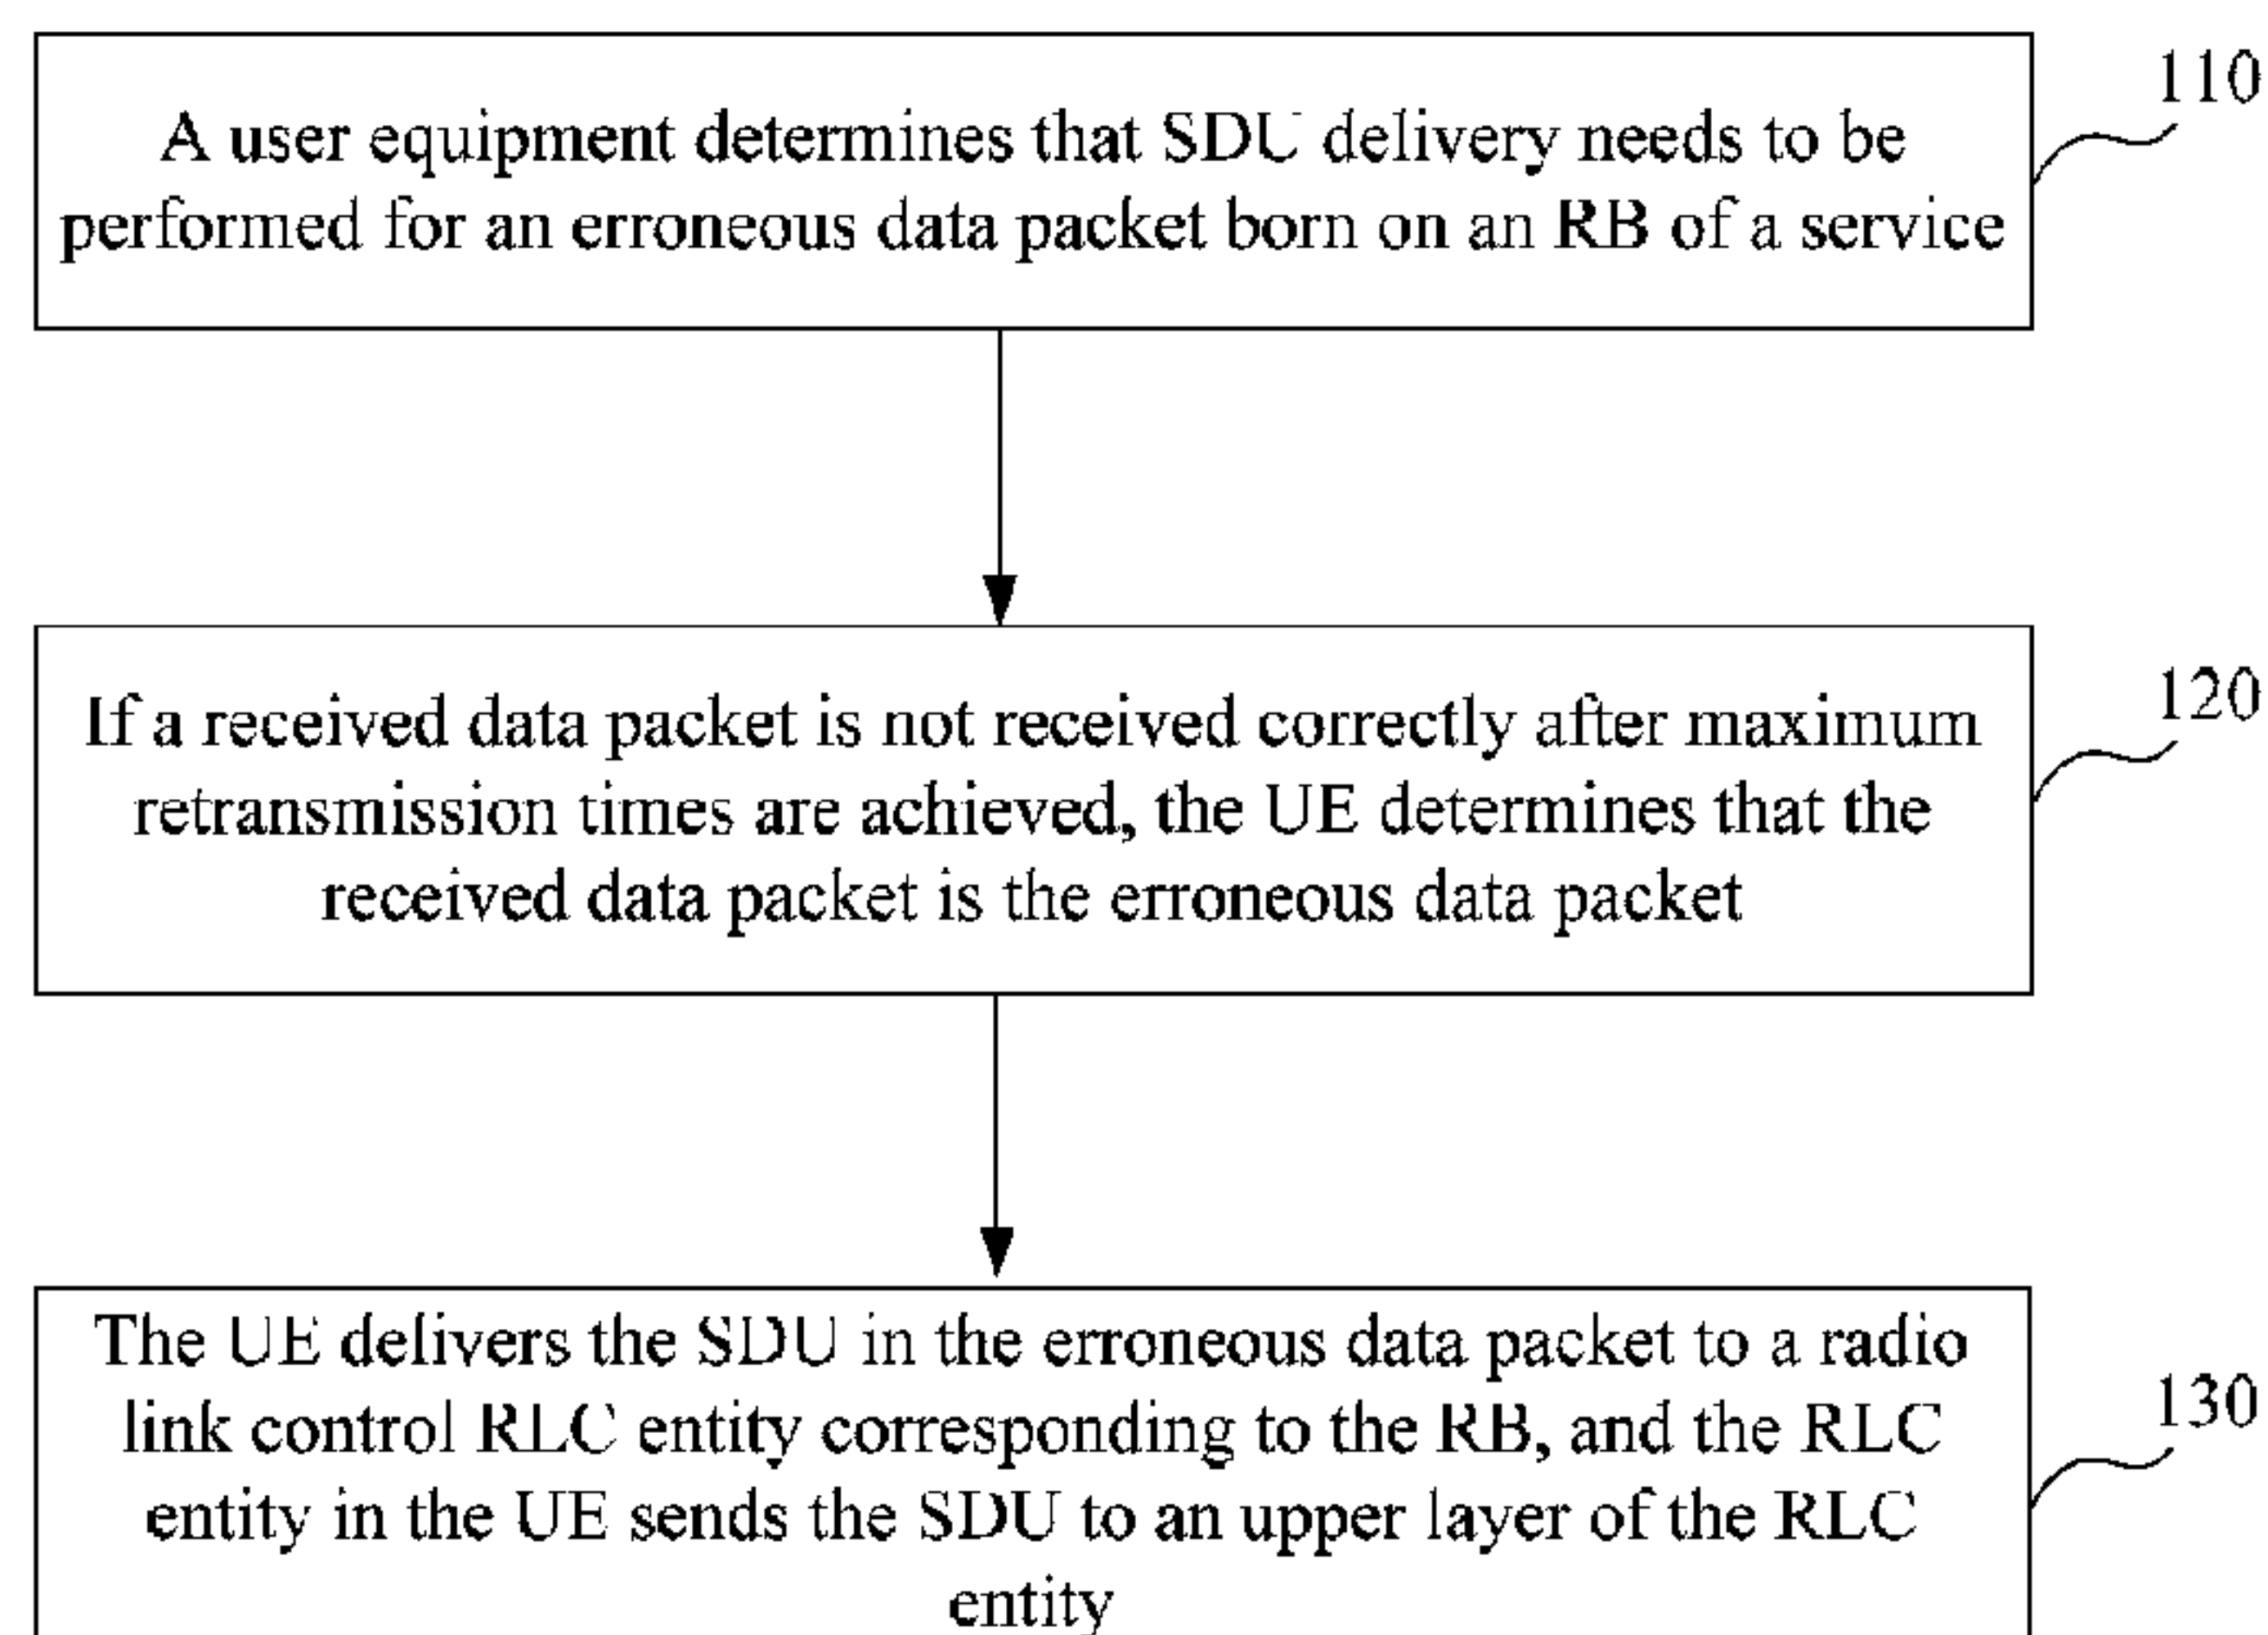 A user equipment determines that SDU delivery needs to be
performed for an erroneous data packet born on an RB of a service
110
If a received data packet is not received correctly after maximum
retransmission times are achieved, the UE determines that the
received data packet is the erroneous data packet
120
The UE delivers the SDU in the erroneous data packet to a radio
link control RLC entity corresponding to the RB, and the RLC
entity in the UE sends the SDU to an upper layer of the RLC
entity
130